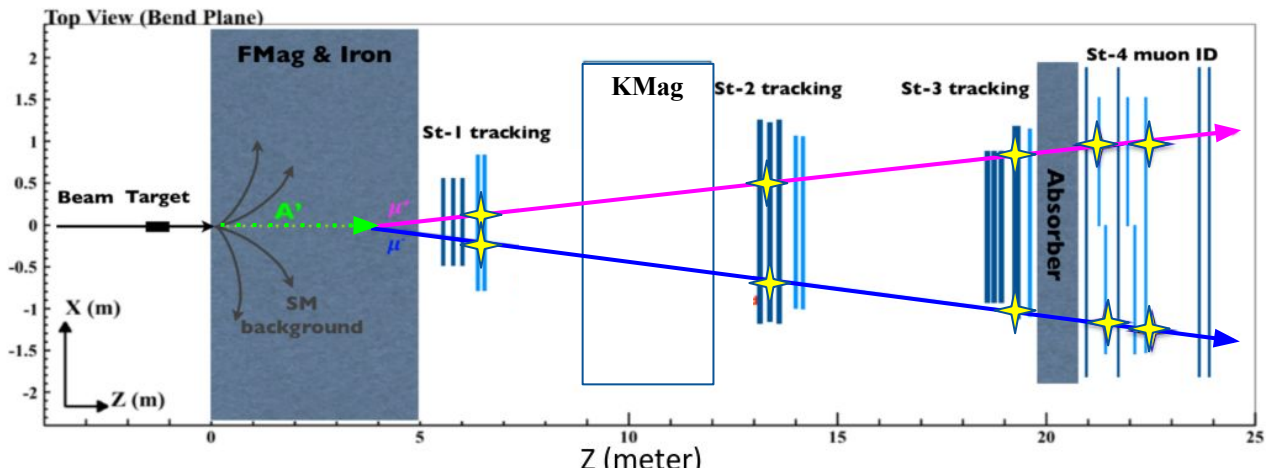 Top View (Bend Plane)
FMag & Iron
St-4 muon ID
KMag
St-2 tracking
St-3 tracking
St-1 tracking
Beam Target
A'
μ+
μ-
Absorber
SM
background
X (m)
Z (m)
2
1.5
1
0.5
0
-0.5
-1
-1.5
-2
0 5 10 15 20 25
Z (meter)